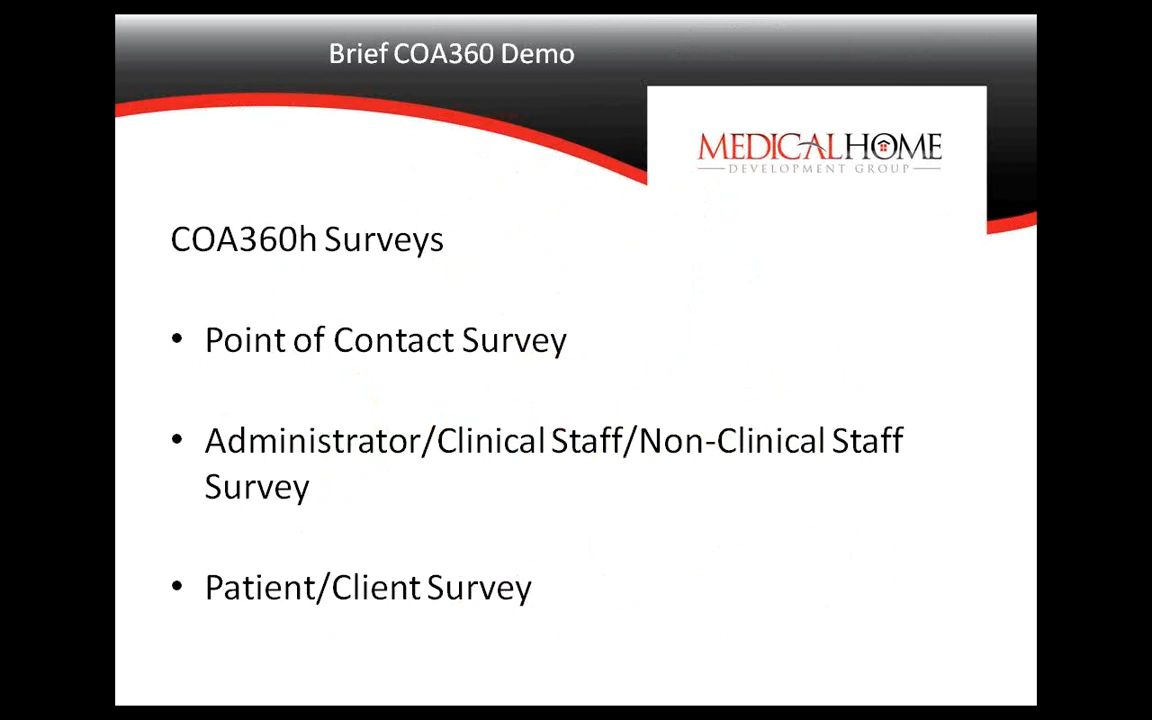 Brief COA360 Demo
MEDICALHOME
DEVELOPMENT GROUP
COA360h Surveys
• Point of Contact Survey
• Administrator/Clinical Staff/Non-Clinical Staff
Survey
• Patient/Client Survey